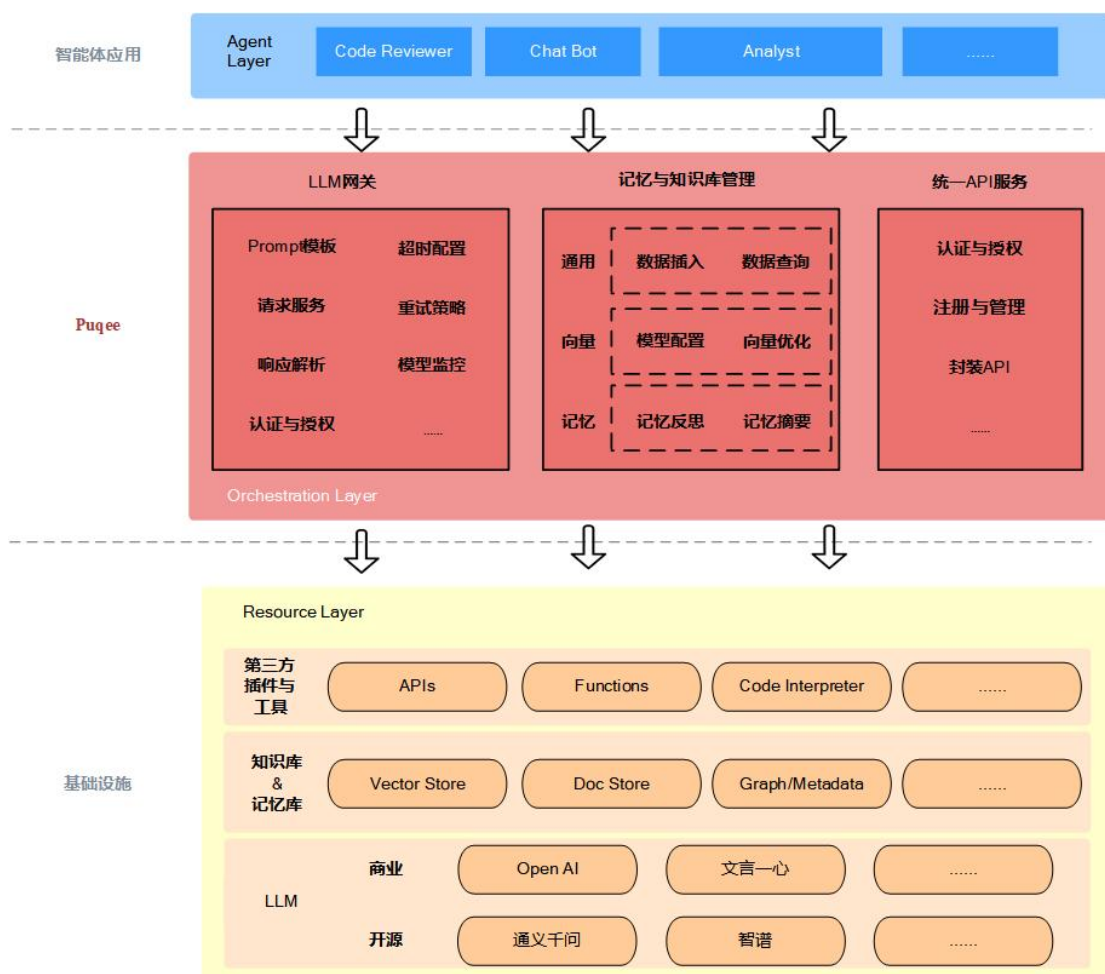 智能体应用
Agent
Layer
Code Reviewer
Chat Bot
Analyst
......
Puqee
LLM网关
Prompt模板
超时配置
请求服务
重试策略
响应解析
模型监控
认证与授权
......
记忆与知识库管理
通用
数据插入
数据查询
向量
模型配置
向量优化
记忆
记忆反思
记忆摘要
统一API服务
认证与授权
注册与管理
封装API
......
Orchestration Layer
基础设施
Resource Layer
第三方
插件与
工具
APIs
Functions
Code Interpreter
......
知识库
&
记忆库
Vector Store
Doc Store
Graph/Metadata
......
LLM
商业
Open AI
文言一心
......
开源
通义千问
智谱
......